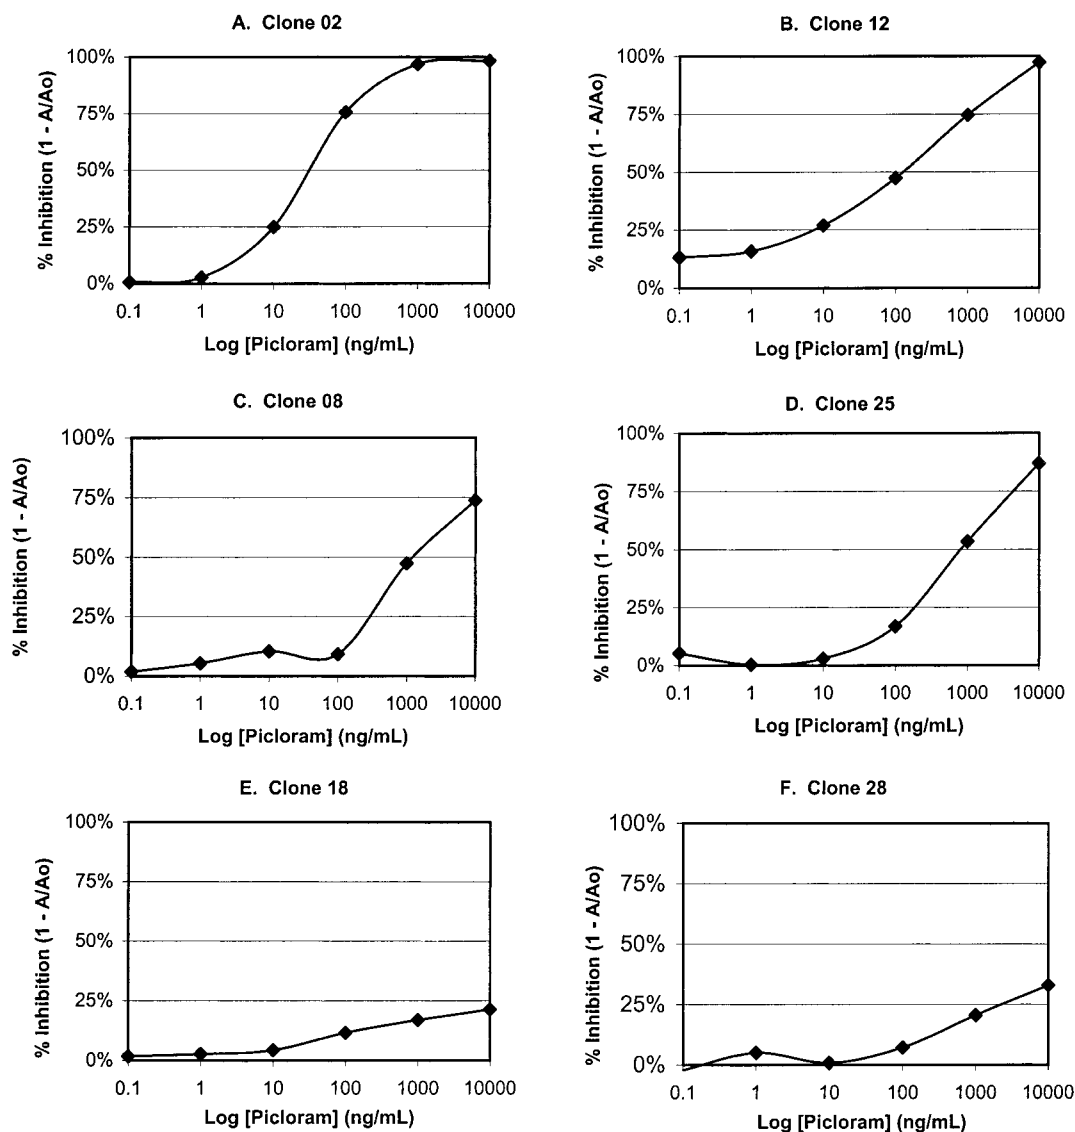 A. Clone 02
% Inhibition (1 - A/Ao)
100%
75%
50%
25%
0%
0.1 1 10 100 1000 10000
Log [Picloram] (ng/mL)
B. Clone 12
% Inhibition (1 - A/Ao)
100%
75%
50%
25%
0%
0.1 1 10 100 1000 10000
Log [Picloram] (ng/mL)
C. Clone 08
% Inhibition (1 - A/Ao)
100%
75%
50%
25%
0%
0.1 1 10 100 1000 10000
Log [Picloram] (ng/mL)
D. Clone 25
% Inhibition (1 - A/Ao)
100%
75%
50%
25%
0%
0.1 1 10 100 1000 10000
Log [Picloram] (ng/mL)
E. Clone 18
% Inhibition (1 - A/Ao)
100%
75%
50%
25%
0%
0.1 1 10 100 1000 10000
Log [Picloram] (ng/mL)
F. Clone 28
% Inhibition (1 - A/Ao)
100%
75%
50%
25%
0%
0.1 1 10 100 1000 10000
Log [Picloram] (ng/mL)